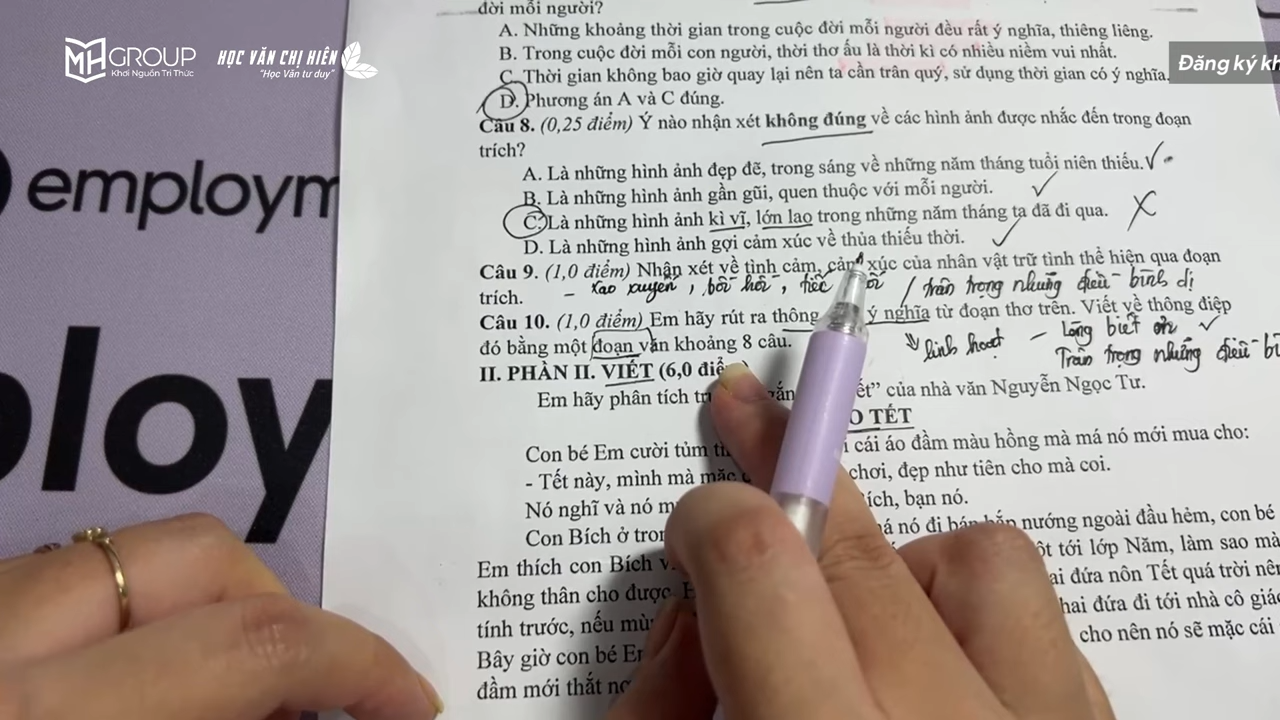 MH GROUP
Khơi Nguồn Tri Thức
HỌC VĂN CHỊ HIÊN
"Học Văn tư duy"
Đăng ký kh
employm
ploy
đời mỗi người?
A. Những khoảng thời gian trong cuộc đời mỗi người đều rất ý nghĩa, thiêng liêng.
B. Trong cuộc đời mỗi con người, thời thơ ấu là thời kì có nhiều niềm vui nhất.
C. Thời gian không bao giờ quay lại nên ta cần trân quý, sử dụng thời gian có ý nghĩa.
D. Phương án A và C đúng.
Câu 8. (0,25 điểm) Ý nào nhận xét không đúng về các hình ảnh được nhắc đến trong đoạn
trích?
A. Là những hình ảnh đẹp đẽ, trong sáng về những năm tháng tuổi niên thiếu.
B. Là những hình ảnh gần gũi, quen thuộc với mỗi người.
C. Là những hình ảnh kì vĩ, lớn lao trong những năm tháng ta đã đi qua.
D. Là những hình ảnh gợi cảm xúc về thủa thiếu thời.
Câu 9. (1,0 điểm) Nhận xét về tình cảm, cảm xúc của nhân vật trữ tình thể hiện qua đoạn
trích. - xao xuyến, bồi hồi, tiếc / trân trọng những điều bình dị
Câu 10. (1,0 điểm) Em hãy rút ra thông ý nghĩa từ đoạn thơ trên. Viết về thông điệp
đó bằng một đoạn văn khoảng 8 câu. linh hoạt - Lòng biết ơn
Trân trọng những điều bì
II. PHẦN II. VIẾT (6,0 điể
Em hãy phân tích tr gắn ết” của nhà văn Nguyễn Ngọc Tư.
O TẾT
Con bé Em cười tủm t i cái áo đầm màu hồng mà má nó mới mua cho:
- Tết này, mình mà mặc chơi, đẹp như tiên cho mà coi.
Nó nghĩ và nó m ích, bạn nó.
Con Bích ở tron á nó đi bán bắp nướng ngoài đầu hẻm, con bé
Em thích con Bích v ột tới lớp Năm, làm sao mà
không thân cho được. ai đứa nôn Tết quá trời nên
tính trước, nếu mù hai đứa đi tới nhà cô giáo
Bây giờ con bé Em cho nên nó sẽ mặc cái
đầm mới thắt nơ